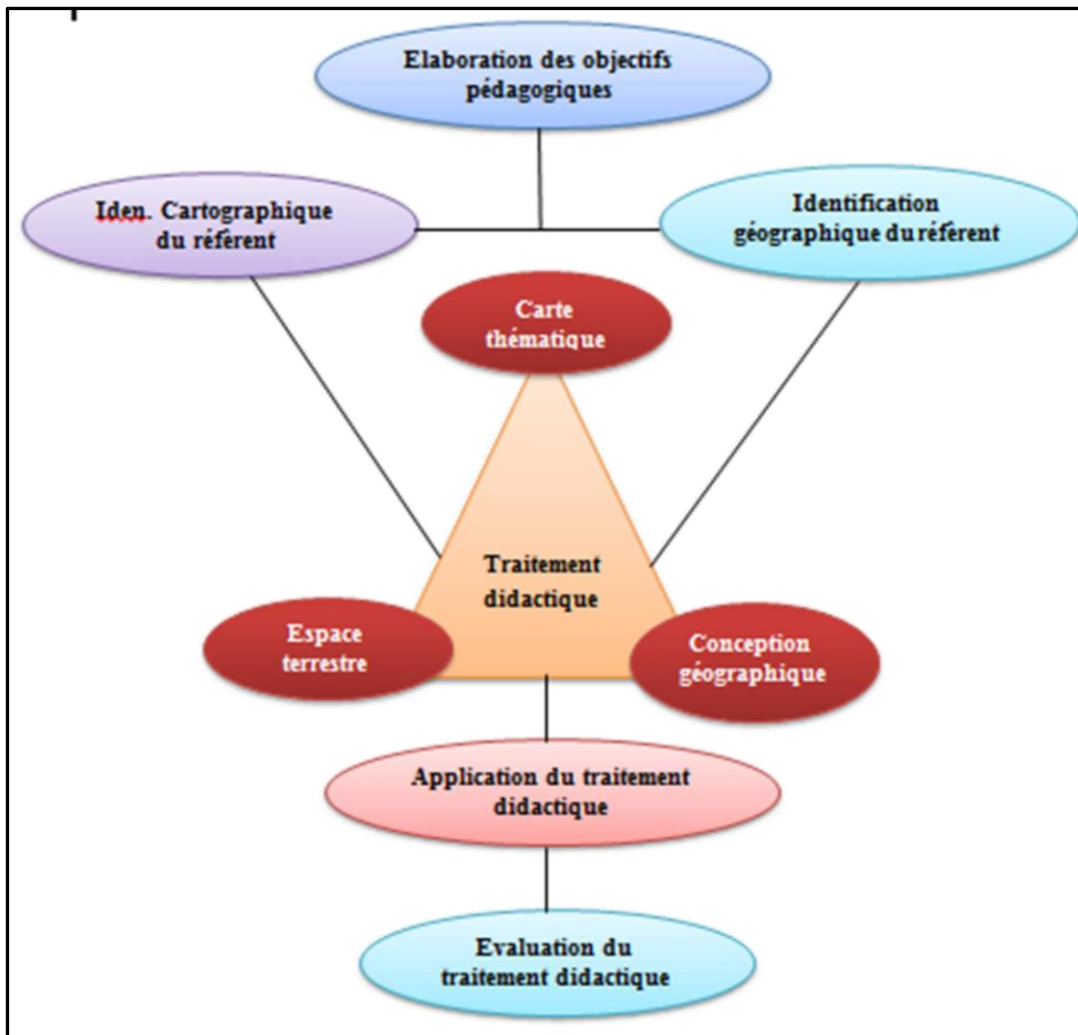 Elaboration des objectifs
pédagogiques
Iden. Cartographique
du référent
Identification
géographique du référent
Carte
thématique
Traitement
didactique
Espace
terrestre
Conception
géographique
Application du traitement
didactique
Evaluation du
traitement didactique